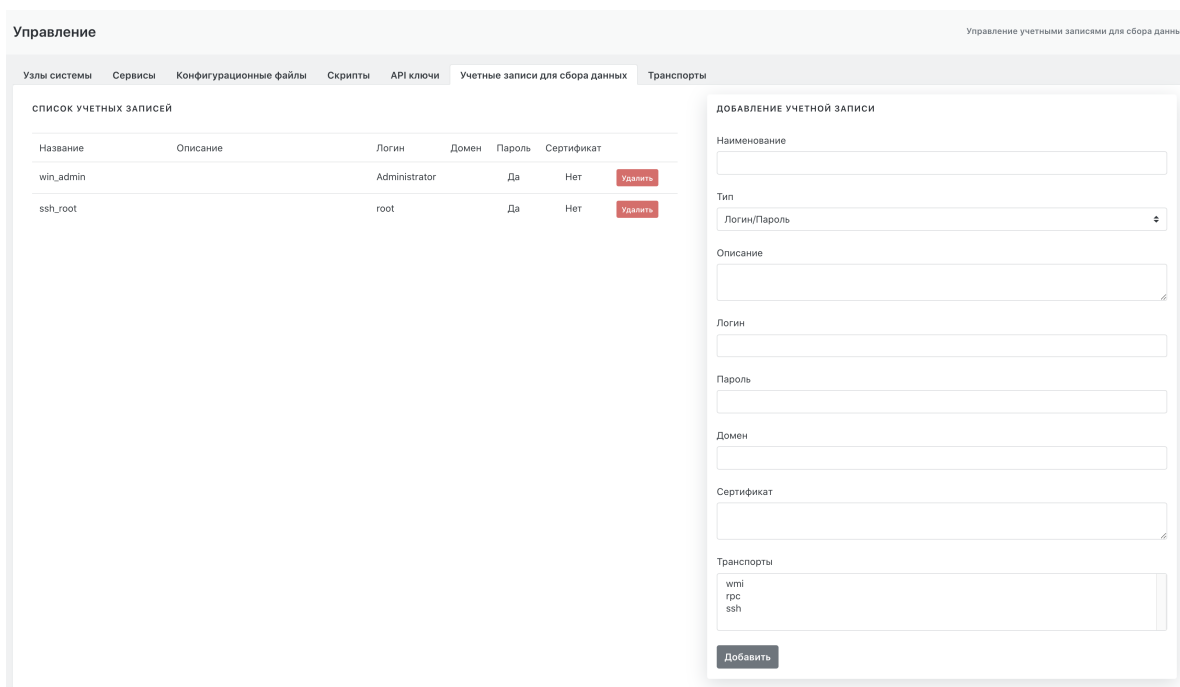 Управление
Управление учетными записями для сбора данны
Узлы системы Сервисы Конфигурационные файлы Скрипты API ключи Учетные записи для сбора данных Транспорты
СПИСОК УЧЕТНЫХ ЗАПИСЕЙ
Название Описание Логин Домен Пароль Сертификат
win_admin Administrator Да Нет Удалить
ssh_root root Да Нет Удалить
ДОБАВЛЕНИЕ УЧЕТНОЙ ЗАПИСИ
Наименование
Тип
Логин/Пароль
Описание
Логин
Пароль
Домен
Сертификат
Транспорты
wmi
rpc
ssh
Добавить